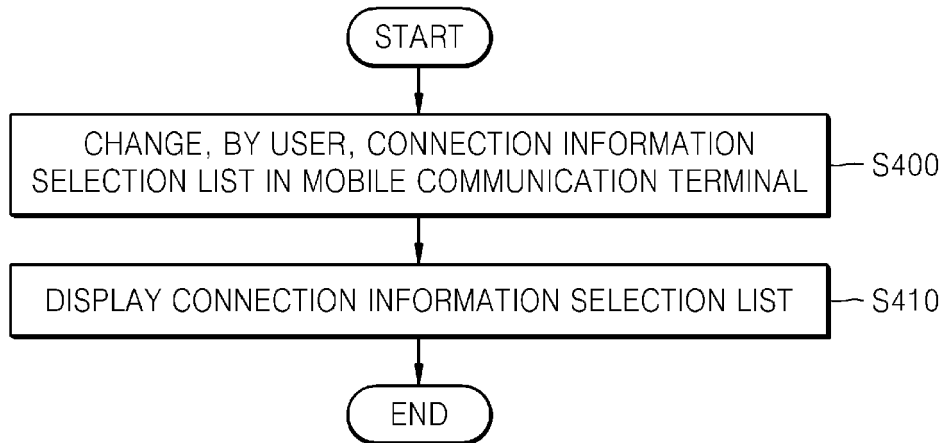 START
CHANGE, BY USER, CONNECTION INFORMATION
SELECTION LIST IN MOBILE COMMUNICATION TERMINAL
S400
DISPLAY CONNECTION INFORMATION SELECTION LIST
S410
END